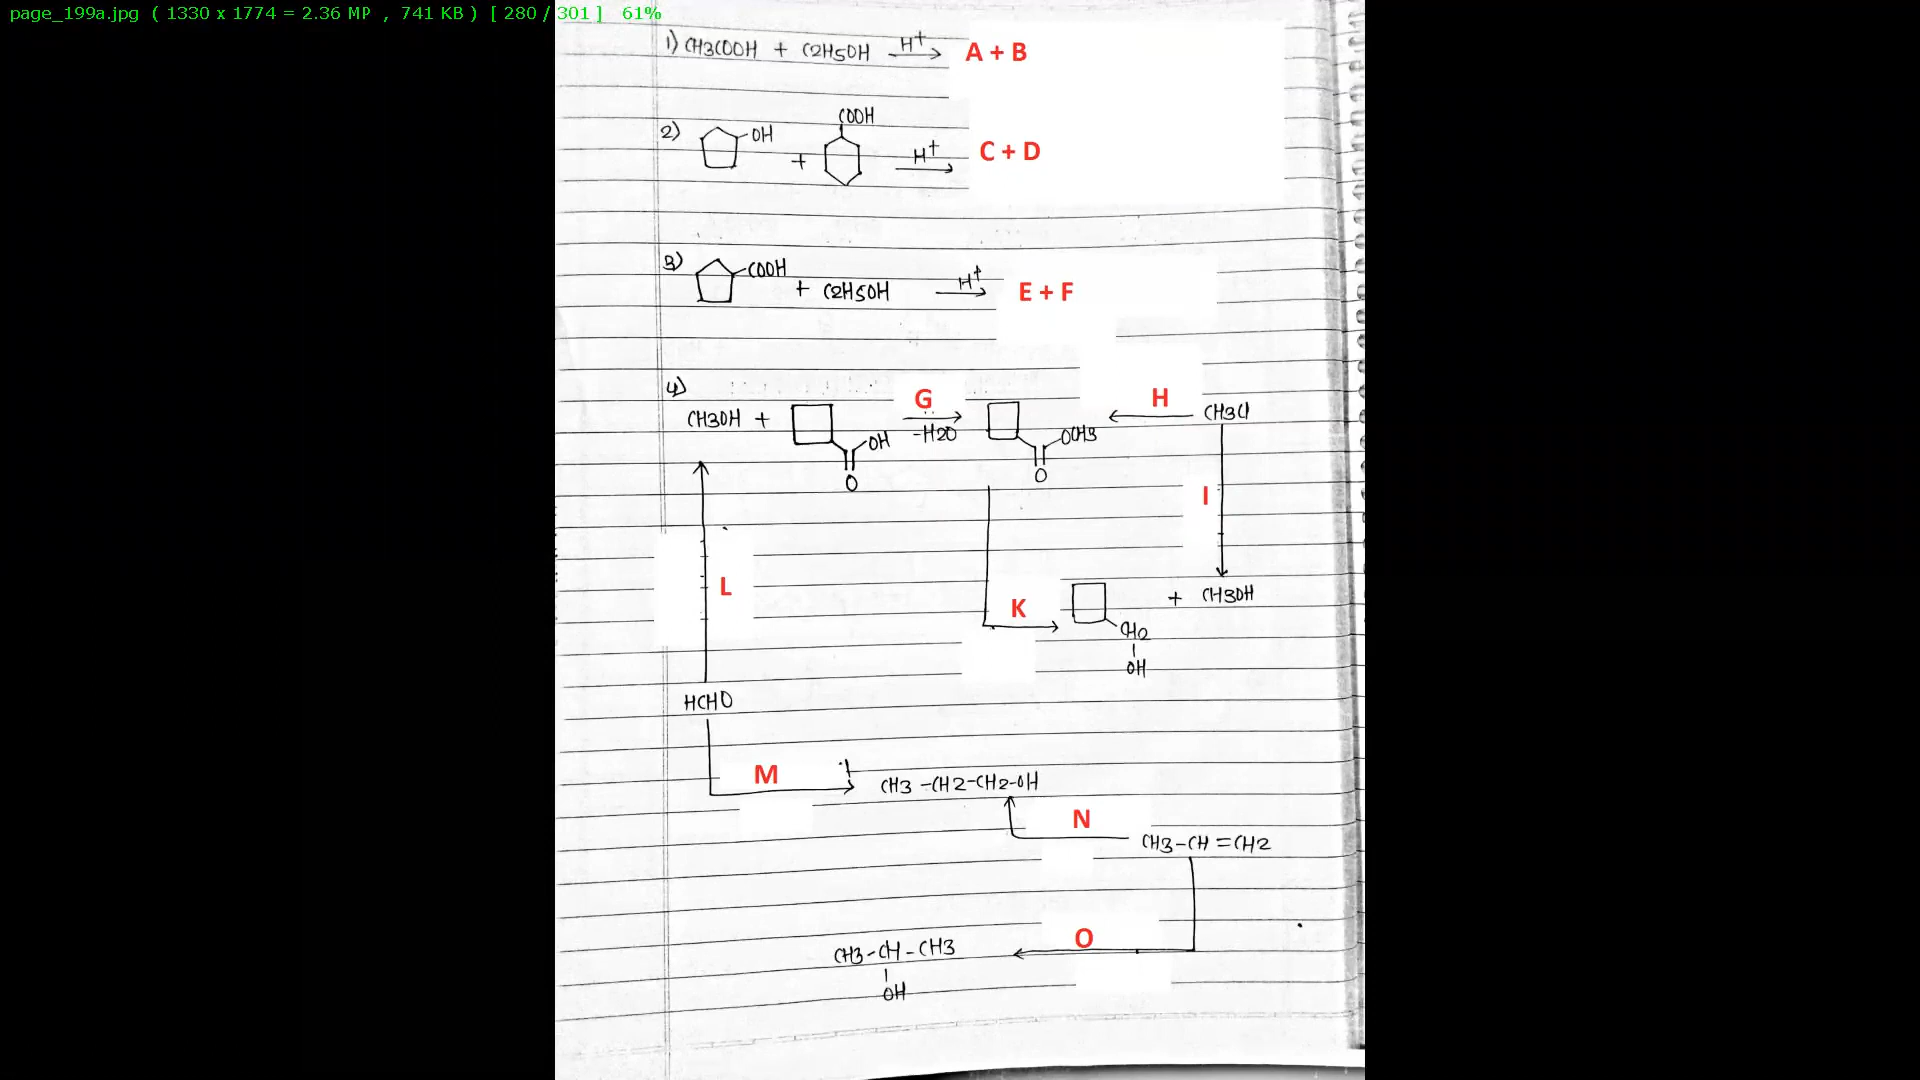 page_199a.jpg ( 1330 x 1774 = 2.36 MP , 741 KB ) [ 280 / 301 ] 61%
1) CH3COOH + C2H5OH H+ A + B
COOH
2) OH
+ H+ C + D
3) COOH
+ C2H5OH H+ E + F
4)
CH3OH + G H CH3Cl
OH -H2O OCH3
O O
I
L
K + CH3OH
CH2
OH
HCHO
M CH3 -CH2-CH2-OH
N
CH3-CH=CH2
O
CH3-CH-CH3
OH